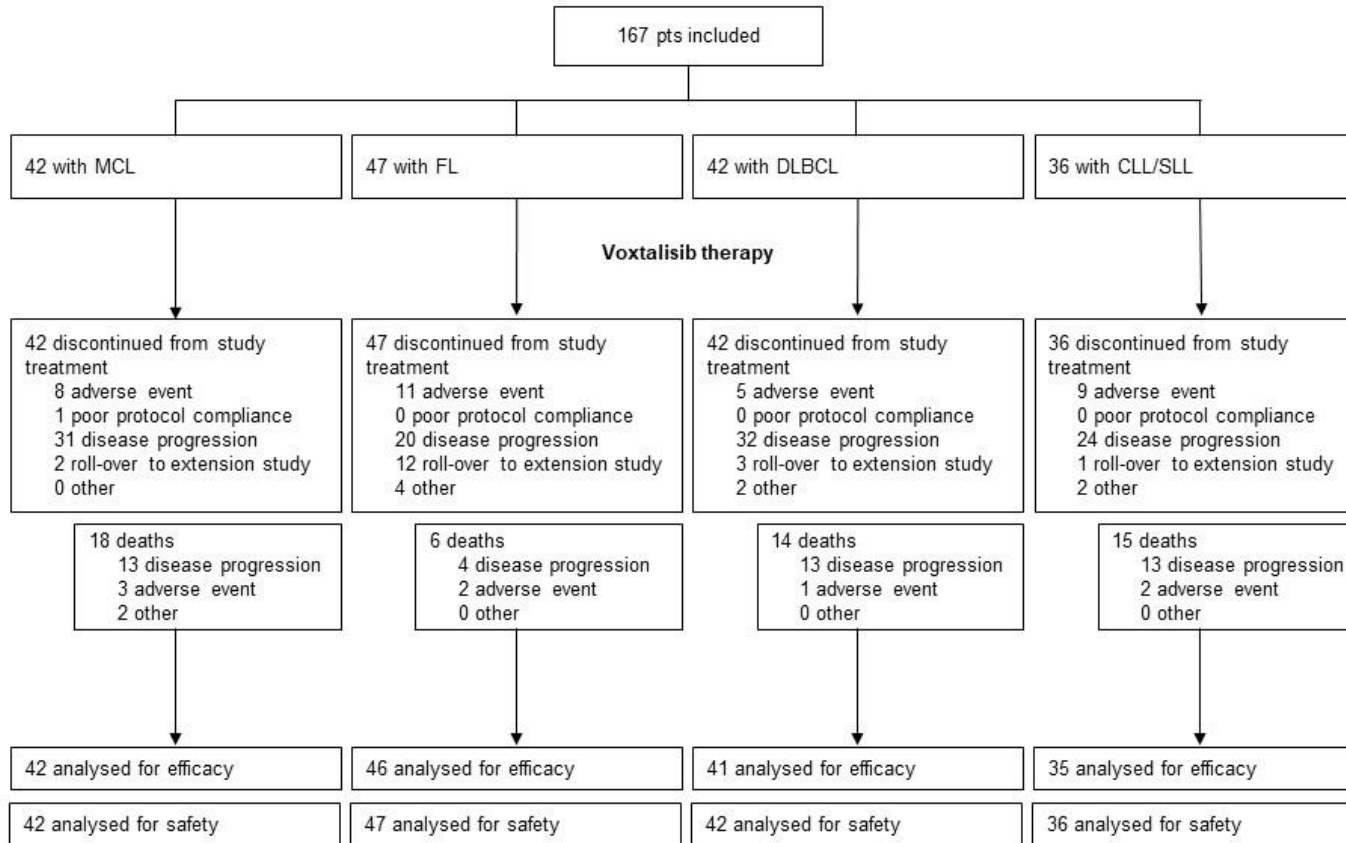 167 pts included
42 with MCL
47 with FL
42 with DLBCL
36 with CLL/SLL
Voxtalisib therapy
42 discontinued from study
treatment
8 adverse event
1 poor protocol compliance
31 disease progression
2 roll-over to extension study
0 other
47 discontinued from study
treatment
11 adverse event
0 poor protocol compliance
20 disease progression
12 roll-over to extension study
4 other
42 discontinued from study
treatment
5 adverse event
0 poor protocol compliance
32 disease progression
3 roll-over to extension study
2 other
36 discontinued from study
treatment
9 adverse event
0 poor protocol compliance
24 disease progression
1 roll-over to extension study
2 other
18 deaths
13 disease progression
3 adverse event
2 other
6 deaths
4 disease progression
2 adverse event
0 other
14 deaths
13 disease progression
1 adverse event
0 other
15 deaths
13 disease progression
2 adverse event
0 other
42 analysed for efficacy
46 analysed for efficacy
41 analysed for efficacy
35 analysed for efficacy
42 analysed for safety
47 analysed for safety
42 analysed for safety
36 analysed for safety